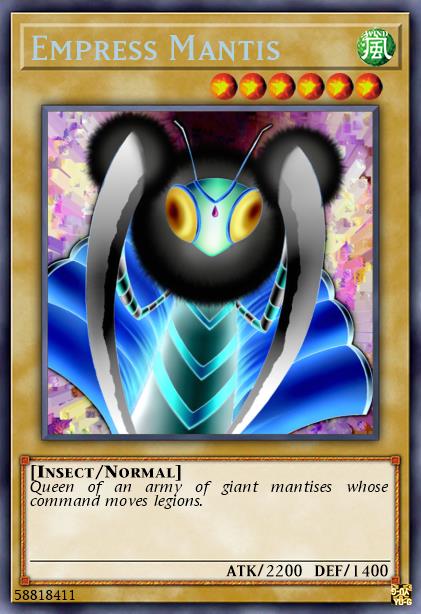 EMPRESS MANTIS
WIND
風
[INSECT/NORMAL]
Queen of an army of giant mantises whose
command moves legions.
ATK/2200 DEF/1400
58818411